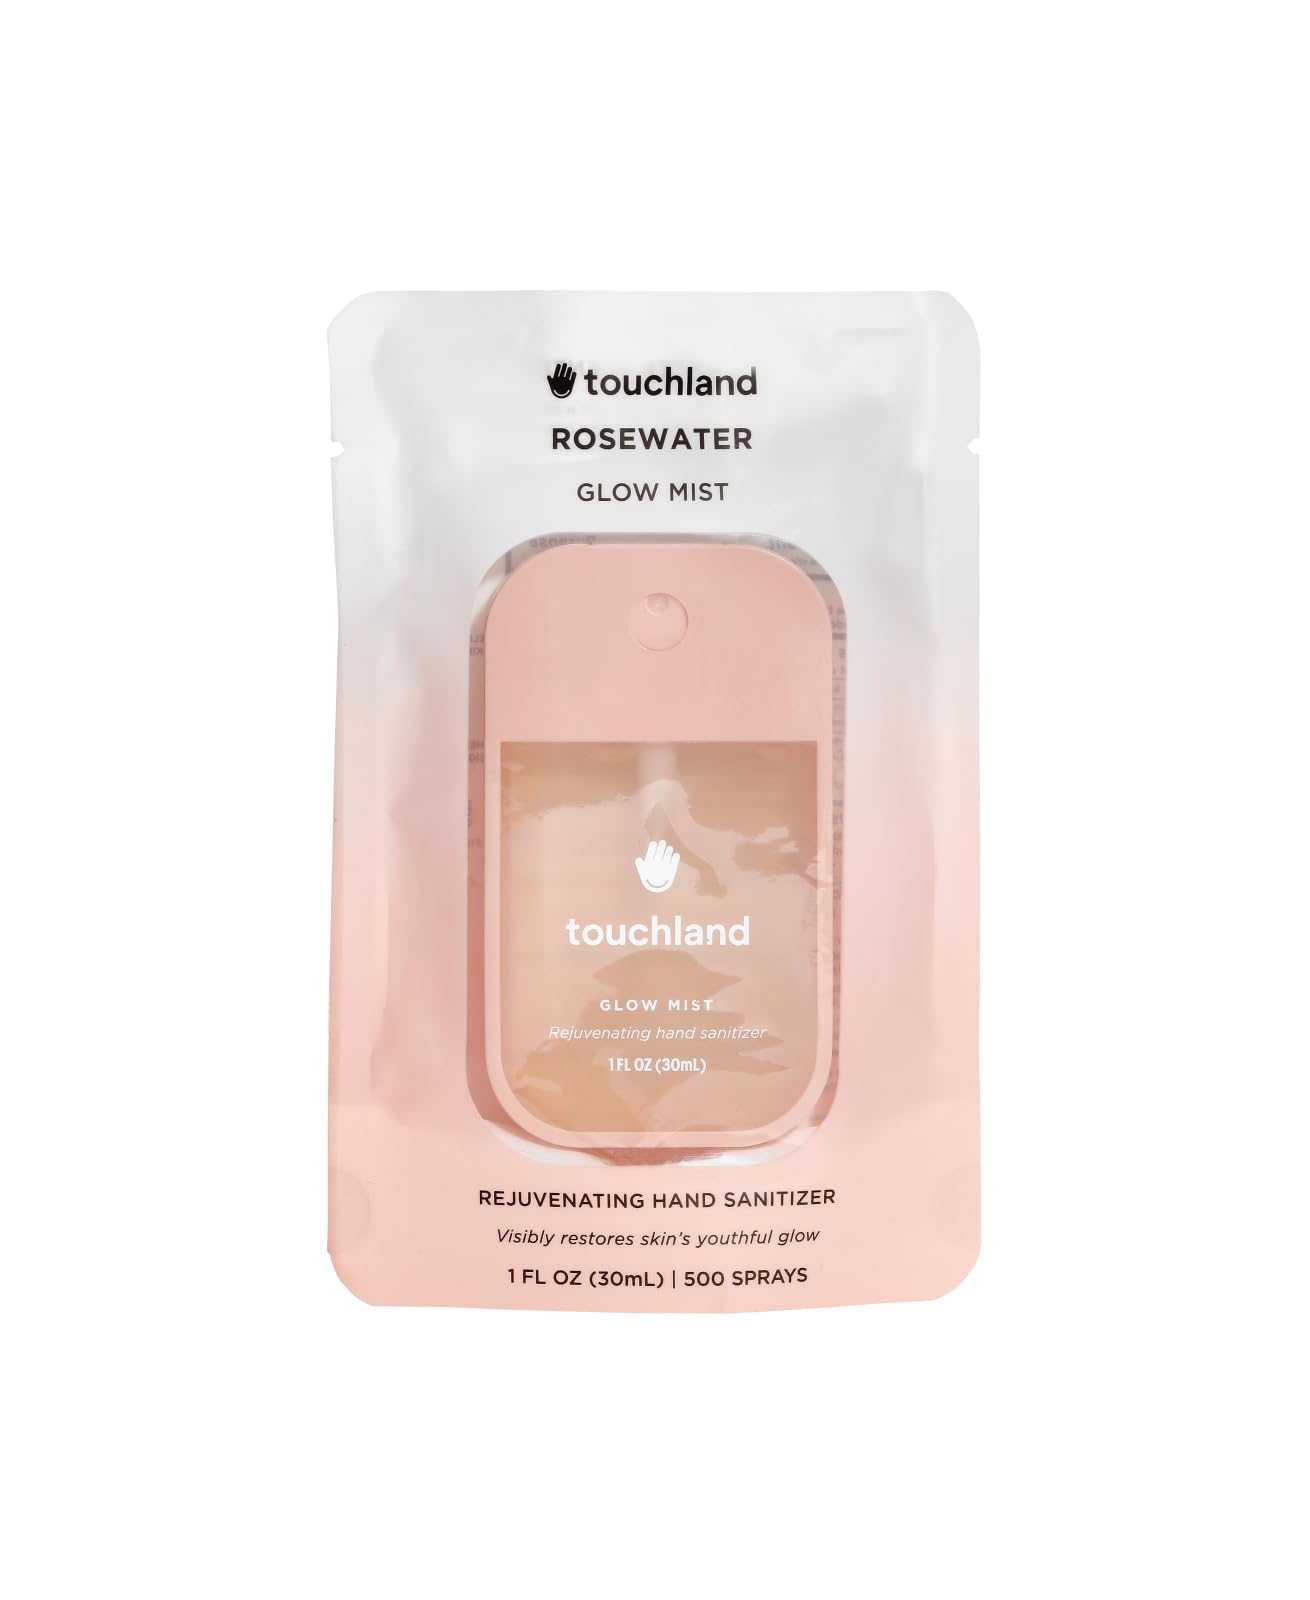 touchland
ROSEWATER
GLOW MIST
touchland
GLOW MIST
Rejuvenating hand sanitizer
1 FL OZ (30mL)
REJUVENATING HAND SANITIZER
Visibly restores skin's youthful glow
1 FL OZ (30mL) | 500 SPRAYS